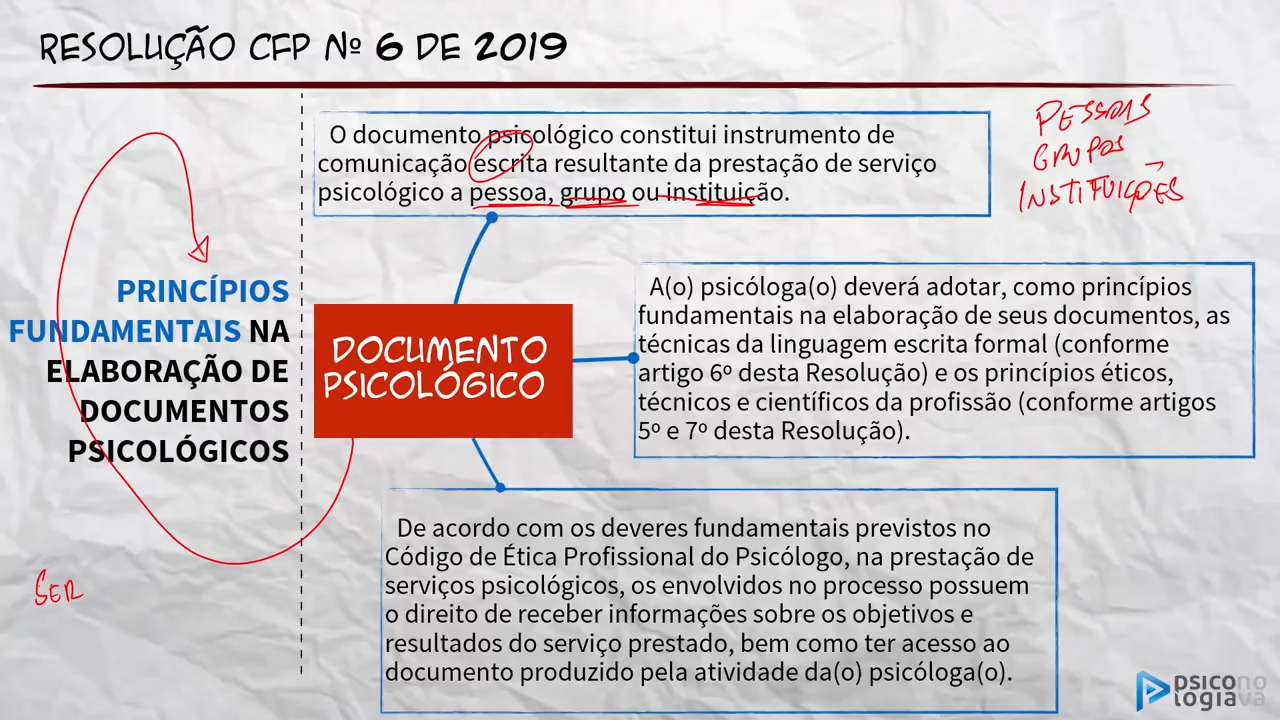 RESOLUÇÃO CFP Nº 6 DE 2019
O documento psicológico constitui instrumento de
comunicação escrita resultante da prestação de serviço
psicológico a pessoa, grupo ou instituição.
PESSOAS
GRUPOS
INSTITUIÇÕES
PRINCÍPIOS
FUNDAMENTAIS NA
ELABORAÇÃO DE
DOCUMENTOS
PSICOLÓGICOS
DOCUMENTO
PSICOLÓGICO
A(o) psicóloga(o) deverá adotar, como princípios
fundamentais na elaboração de seus documentos, as
técnicas da linguagem escrita formal (conforme
artigo 6º desta Resolução) e os princípios éticos,
técnicos e científicos da profissão (conforme artigos
5º e 7º desta Resolução).
De acordo com os deveres fundamentais previstos no
Código de Ética Profissional do Psicólogo, na prestação de
serviços psicológicos, os envolvidos no processo possuem
o direito de receber informações sobre os objetivos e
resultados do serviço prestado, bem como ter acesso ao
documento produzido pela atividade da(o) psicóloga(o).
SER
psicono
logiava